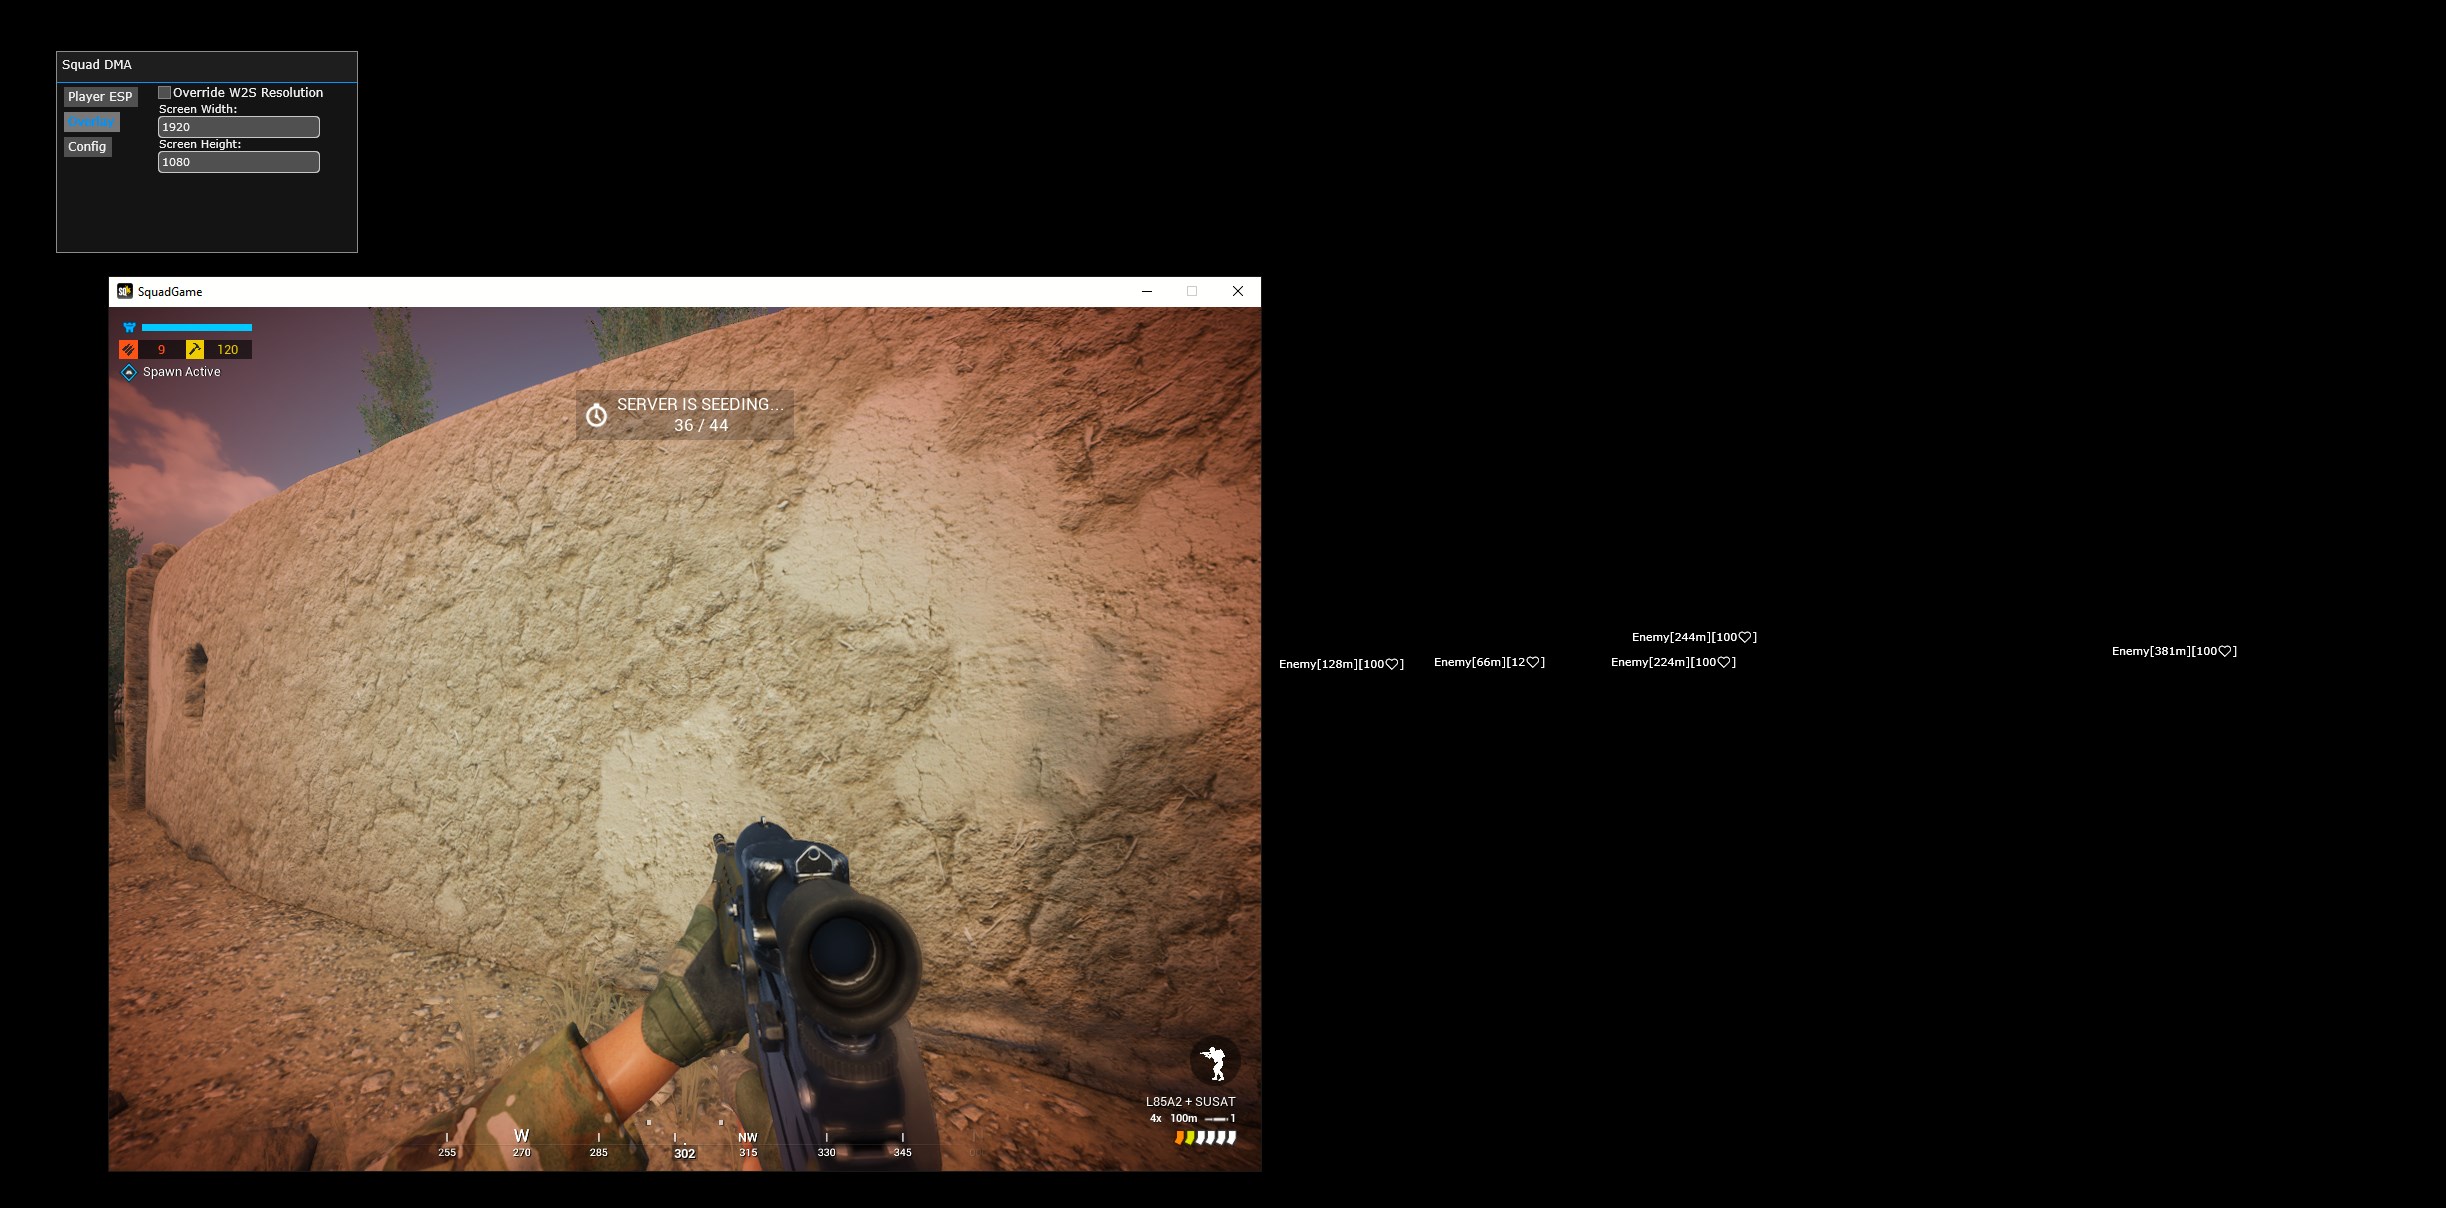 Squad DMA
Player ESP
Override W2S Resolution
Screen Width:
Overlay
1920
Screen Height:
Config
1080
SquadGame
9 120
Spawn Active
SERVER IS SEEDING...
36 / 44
Enemy[244m][100♡]
Enemy[128m][100♡]
Enemy[66m][12♡]
Enemy[224m][100♡]
Enemy[381m][100♡]
L85A2 + SUSAT
4x 100m 1
W NW
255 270 285 302 315 330 345